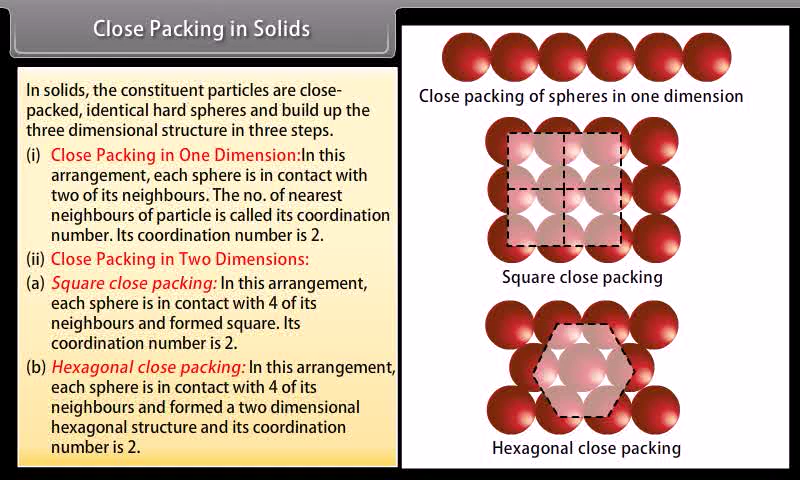 Close Packing in Solids
In solids, the constituent particles are close-
packed, identical hard spheres and build up the
three dimensional structure in three steps.
(i) Close Packing in One Dimension:In this
arrangement, each sphere is in contact with
two of its neighbours. The no. of nearest
neighbours of particle is called its coordination
number. Its coordination number is 2.
(ii) Close Packing in Two Dimensions:
(a) Square close packing: In this arrangement,
each sphere is in contact with 4 of its
neighbours and formed square. Its
coordination number is 2.
(b) Hexagonal close packing: In this arrangement,
each sphere is in contact with 4 of its
neighbours and formed a two dimensional
hexagonal structure and its coordination
number is 2.
Close packing of spheres in one dimension
Square close packing
Hexagonal close packing